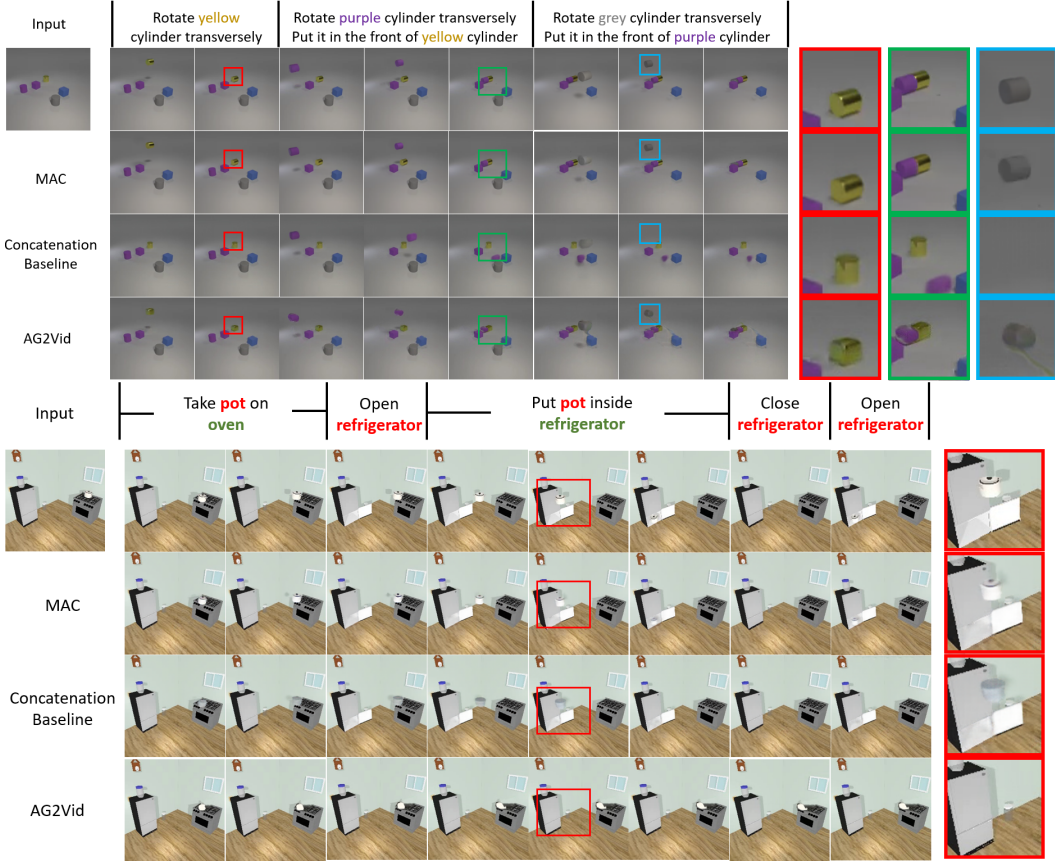 Input
Rotate yellow
cylinder transversely
Rotate purple cylinder transversely
Put it in the front of yellow cylinder
Rotate grey cylinder transversely
Put it in the front of purple cylinder
MAC
Concatenation
Baseline
AG2Vid
Input
Take pot on
oven
Open
refrigerator
Put pot inside
refrigerator
Close
refrigerator
Open
refrigerator
MAC
Concatenation
Baseline
AG2Vid